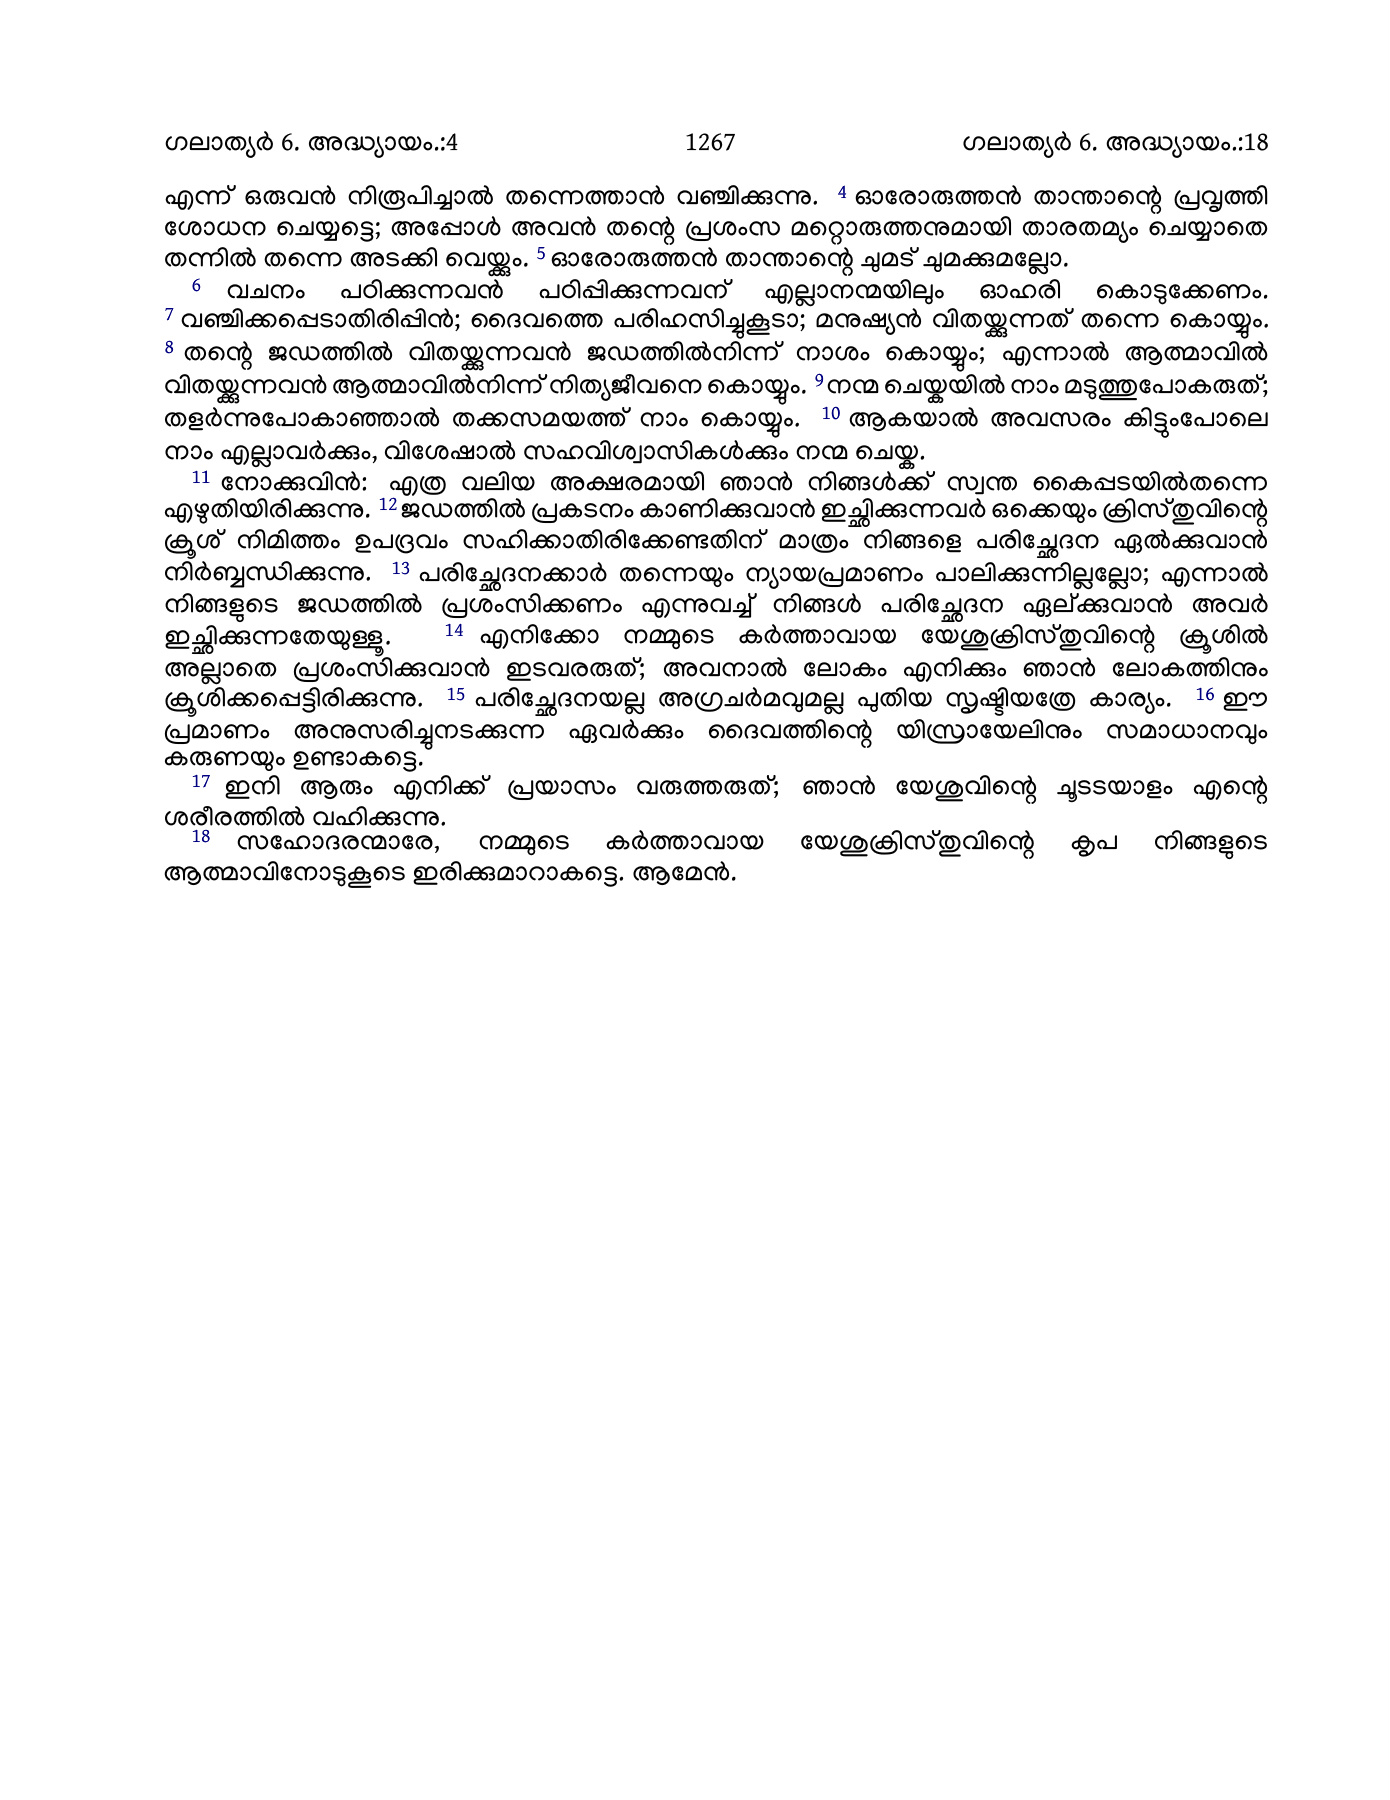 ഗലാത്യർ 6. അദ്ധ്യായം.:4 1267 ഗലാത്യർ 6. അദ്ധ്യായം.:18
എന്ന് ഒരുവൻ നിരൂപിച്ചാൽ തന്നെത്താൻ വഞ്ചിക്കുന്നു. 4 ഓരോരുത്തൻ താന്താന്റെ പ്രവൃത്തി
ശോധന ചെയ്യട്ടെ; അപ്പോൾ അവൻ തന്റെ പ്രശംസ മറ്റൊരുത്തനുമായി താരതമ്യം ചെയ്യാതെ
തന്നിൽ തന്നെ അടക്കി വെയ്ക്കും. 5 ഓരോരുത്തൻ താന്താന്റെ ചുമട് ചുമക്കുമല്ലോ.
6 വചനം പഠിക്കുന്നവൻ പഠിപ്പിക്കുന്നവന് എല്ലാനന്മയിലും ഓഹരി കൊടുക്കേണം.
7 വഞ്ചിക്കപ്പെടാതിരിപ്പിൻ; ദൈവത്തെ പരിഹസിച്ചുകൂടാ; മനുഷ്യൻ വിതയ്ക്കുന്നത് തന്നെ കൊയ്യും.
8 തന്റെ ജഡത്തിൽ വിതയ്ക്കുന്നവൻ ജഡത്തിൽനിന്ന് നാശം കൊയ്യും; എന്നാൽ ആത്മാവിൽ
വിതയ്ക്കുന്നവൻ ആത്മാവിൽനിന്ന് നിത്യജീവനെ കൊയ്യും. 9 നന്മ ചെയ്കയിൽ നാം മടുത്തുപോകരുത്;
തളർന്നുപോകാഞ്ഞാൽ തക്കസമയത്ത് നാം കൊയ്യും. 10 ആകയാൽ അവസരം കിട്ടുംപോലെ
നാം എല്ലാവർക്കും, വിശേഷാൽ സഹവിശ്വാസികൾക്കും നന്മ ചെയ്ക.
11 നോക്കുവിൻ: എത്ര വലിയ അക്ഷരമായി ഞാൻ നിങ്ങൾക്ക് സ്വന്ത കൈപ്പടയിൽതന്നെ
എഴുതിയിരിക്കുന്നു. 12 ജഡത്തിൽ പ്രകടനം കാണിക്കുവാൻ ഇച്ഛിക്കുന്നവർ ഒക്കെയും ക്രിസ്തുവിന്റെ
ക്രൂശ് നിമിത്തം ഉപദ്രവം സഹിക്കാതിരിക്കേണ്ടതിന് മാത്രം നിങ്ങളെ പരിച്ഛേദന ഏൽക്കുവാൻ
നിർബ്ബന്ധിക്കുന്നു. 13 പരിച്ഛേദനക്കാർ തന്നെയും ന്യായപ്രമാണം പാലിക്കുന്നില്ലല്ലോ; എന്നാൽ
നിങ്ങളുടെ ജഡത്തിൽ പ്രശംസിക്കണം എന്നുവച്ച് നിങ്ങൾ പരിച്ഛേദന ഏല്ക്കുവാൻ അവർ
ഇച്ഛിക്കുന്നതേയുള്ളൂ. 14 എനിക്കോ നമ്മുടെ കർത്താവായ യേശുക്രിസ്തുവിന്റെ ക്രൂശിൽ
അല്ലാതെ പ്രശംസിക്കുവാൻ ഇടവരരുത്; അവനാൽ ലോകം എനിക്കും ഞാൻ ലോകത്തിനും
ക്രൂശിക്കപ്പെട്ടിരിക്കുന്നു. 15 പരിച്ഛേദനയല്ല അഗ്രചർമവുമല്ല പുതിയ സൃഷ്ടിയത്രേ കാര്യം. 16 ഈ
പ്രമാണം അനുസരിച്ചുനടക്കുന്ന ഏവർക്കും ദൈവത്തിന്റെ യിസ്രായേലിനും സമാധാനവും
കരുണയും ഉണ്ടാകട്ടെ.
17 ഇനി ആരും എനിക്ക് പ്രയാസം വരുത്തരുത്; ഞാൻ യേശുവിന്റെ ചൂടടയാളം എന്റെ
ശരീരത്തിൽ വഹിക്കുന്നു.
18 സഹോദരന്മാരേ, നമ്മുടെ കർത്താവായ യേശുക്രിസ്തുവിന്റെ കൃപ നിങ്ങളുടെ
ആത്മാവിനോടുകൂടെ ഇരിക്കുമാറാകട്ടെ. ആമേൻ.